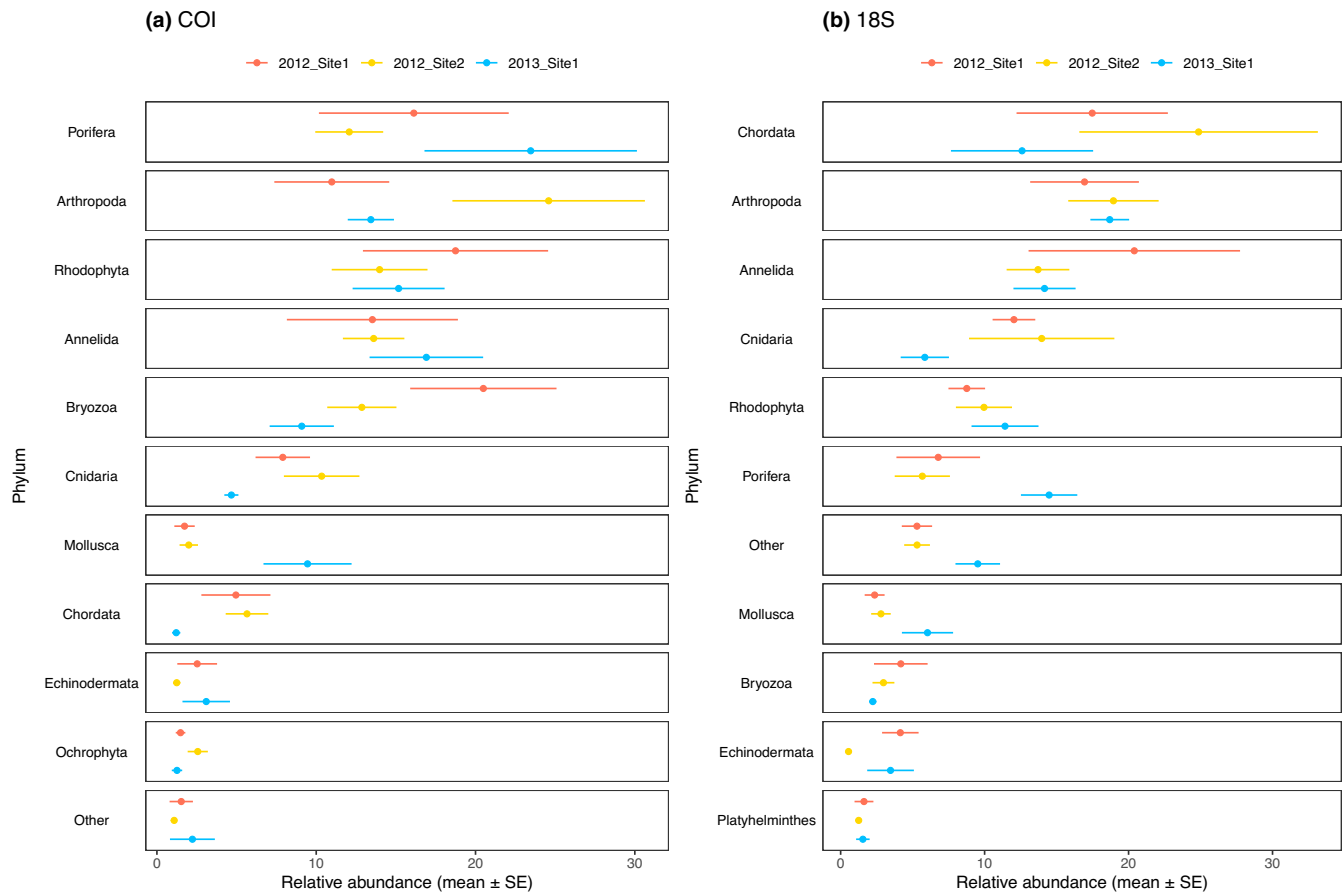 (a) COI
2012_Site1 2012_Site2 2013_Site1
Phylum
Porifera
Arthropoda
Rhodophyta
Annelida
Bryozoa
Cnidaria
Mollusca
Chordata
Echinodermata
Ochrophyta
Other
0 10 20 30
Relative abundance (mean ± SE)
(b) 18S
2012_Site1 2012_Site2 2013_Site1
Phylum
Chordata
Arthropoda
Annelida
Cnidaria
Rhodophyta
Porifera
Other
Mollusca
Bryozoa
Echinodermata
Platyhelminthes
0 10 20 30
Relative abundance (mean ± SE)